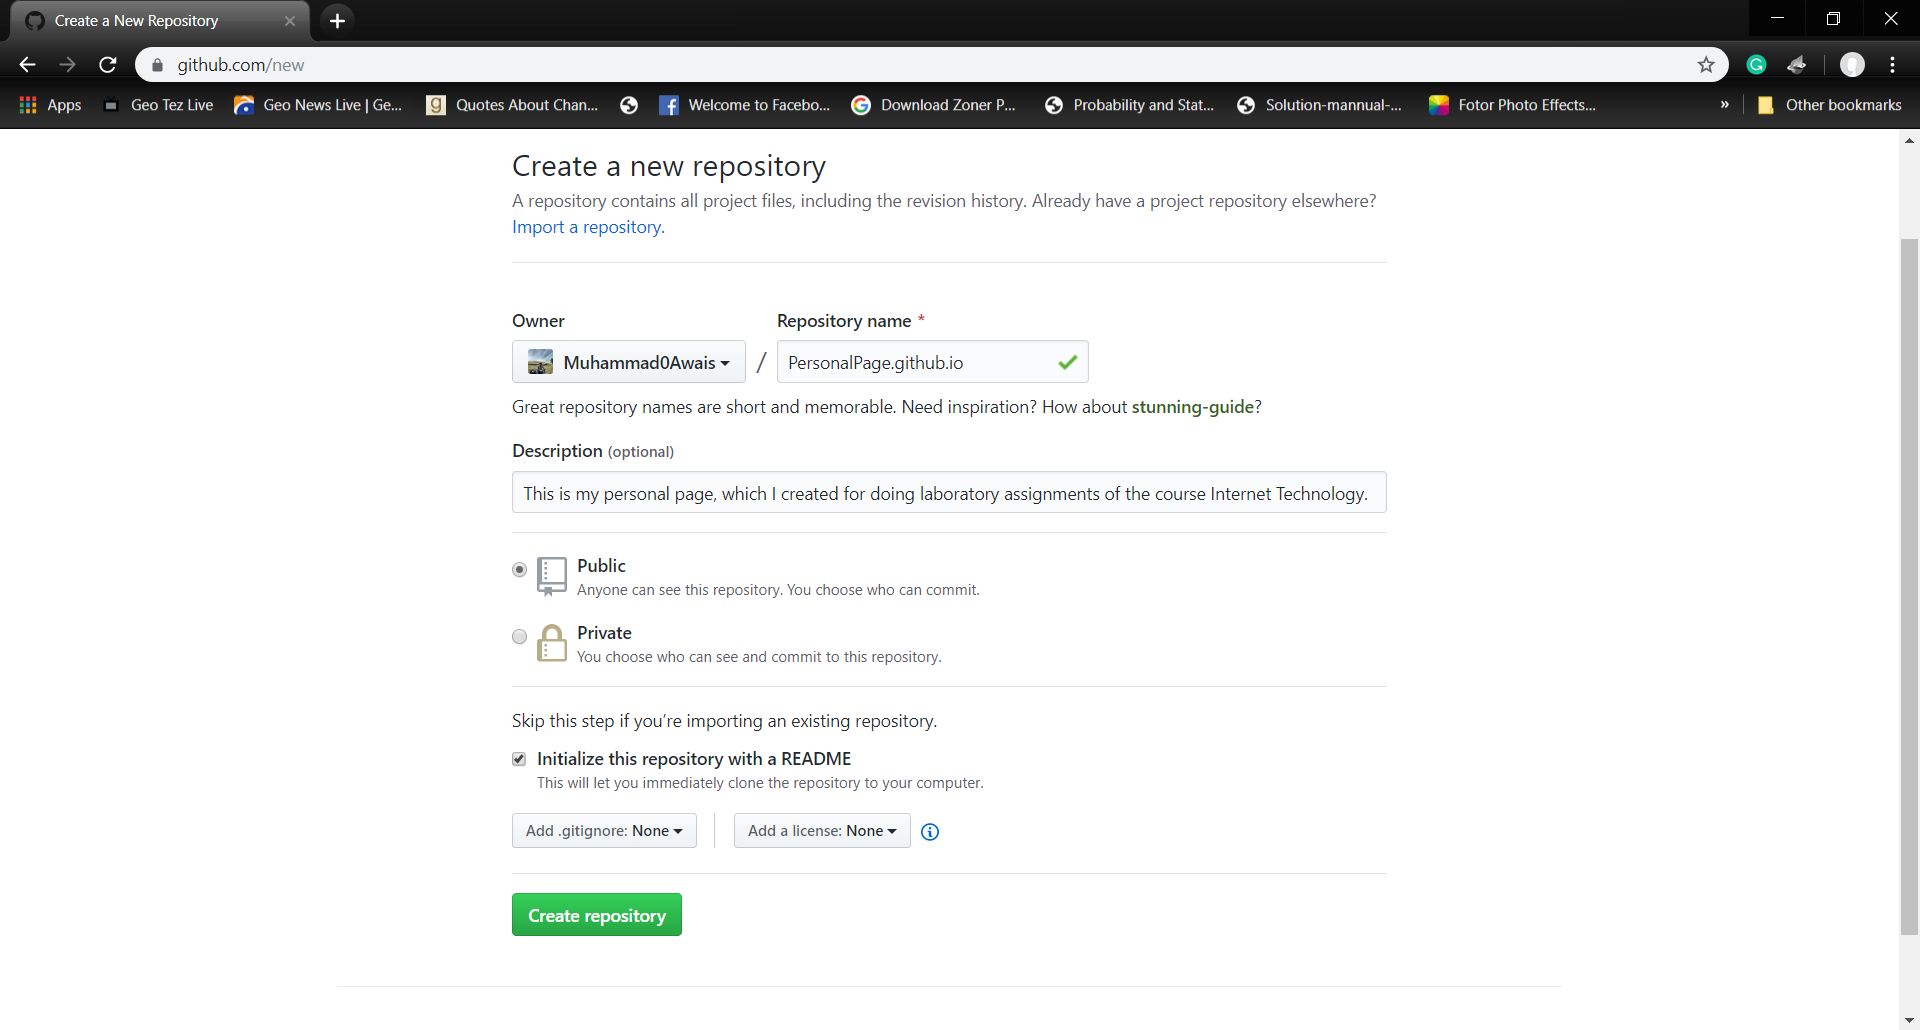 Create a New Repository
github.com/new
Apps Geo Tez Live Geo News Live | Ge... Quotes About Chan... Welcome to Facebo... Download Zoner P... Probability and Stat... Solution-mannual-... Fotor Photo Effects... » Other bookmarks
Create a new repository
A repository contains all project files, including the revision history. Already have a project repository elsewhere?
Import a repository.
Owner Repository name *
Muhammad0Awais / PersonalPage.github.io
Great repository names are short and memorable. Need inspiration? How about stunning-guide?
Description (optional)
This is my personal page, which I created for doing laboratory assignments of the course Internet Technology.
Public
Anyone can see this repository. You choose who can commit.
Private
You choose who can see and commit to this repository.
Skip this step if you’re importing an existing repository.
Initialize this repository with a README
This will let you immediately clone the repository to your computer.
Add .gitignore: None Add a license: None
Create repository